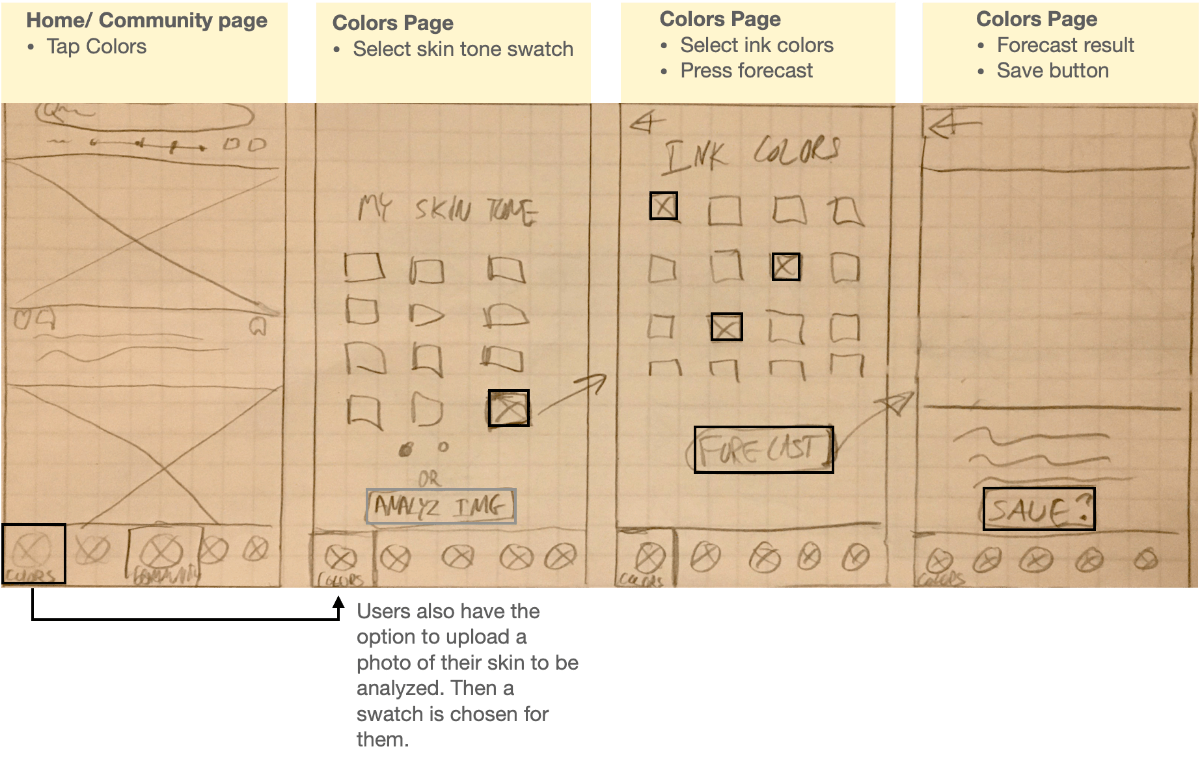 Home/ Community page
• Tap Colors
Colors Page
• Select skin tone swatch
Colors Page
• Select ink colors
• Press forecast
Colors Page
• Forecast result
• Save button
COLORS
MY SKIN TONE
OR
ANALYZ IMG
COLORS
INK COLORS
FORECAST
COLORS
SAVE?
COLORS
Users also have the
option to upload a
photo of their skin to be
analyzed. Then a
swatch is chosen for
them.